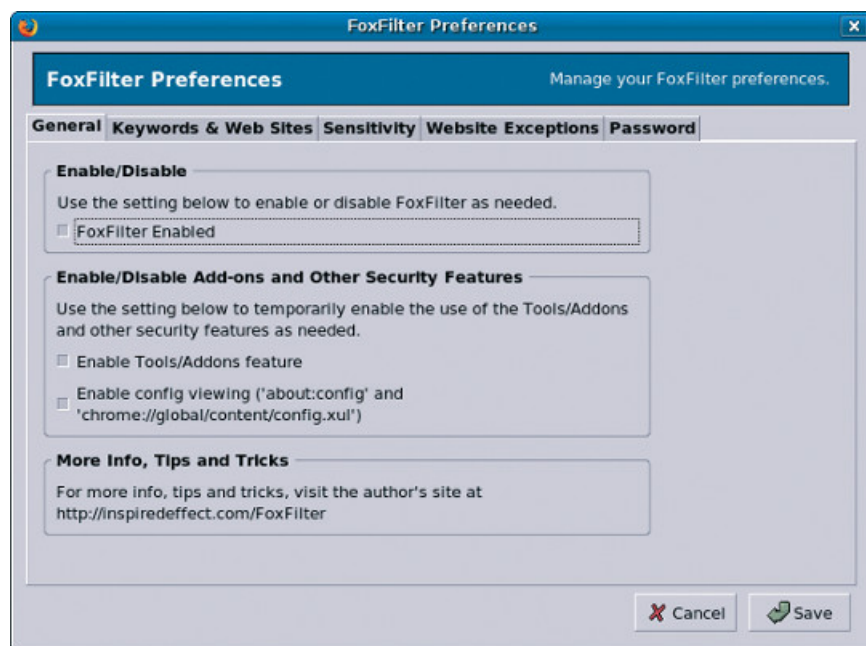 FoxFilter Preferences
FoxFilter Preferences
Manage your FoxFilter preferences.
General
Keywords & Web Sites
Sensitivity
Website Exceptions
Password
Enable/Disable
Use the setting below to enable or disable FoxFilter as needed.
FoxFilter Enabled
Enable/Disable Add-ons and Other Security Features
Use the setting below to temporarily enable the use of the Tools/Addons
and other security features as needed.
Enable Tools/Addons feature
Enable config viewing ('about:config' and
'chrome://global/content/config.xul')
More Info, Tips and Tricks
For more info, tips and tricks, visit the author's site at
http://inspiredeffect.com/FoxFilter
Cancel
Save